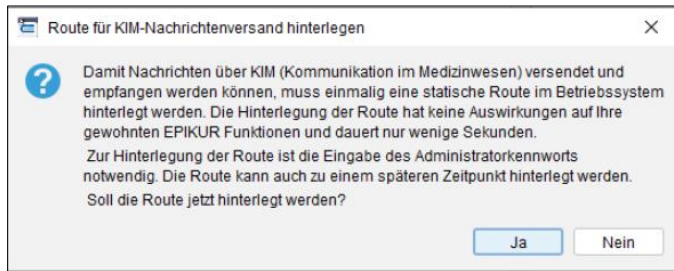 Route für KIM-Nachrichtenversand hinterlegen
Damit Nachrichten über KIM (Kommunikation im Medizinwesen) versendet und
empfangen werden können, muss einmalig eine statische Route im Betriebssystem
hinterlegt werden. Die Hinterlegung der Route hat keine Auswirkungen auf Ihre
gewohnten EPIKUR Funktionen und dauert nur wenige Sekunden.
Zur Hinterlegung der Route ist die Eingabe des Administratorkennworts
notwendig. Die Route kann auch zu einem späteren Zeitpunkt hinterlegt werden.
Soll die Route jetzt hinterlegt werden?
Ja Nein